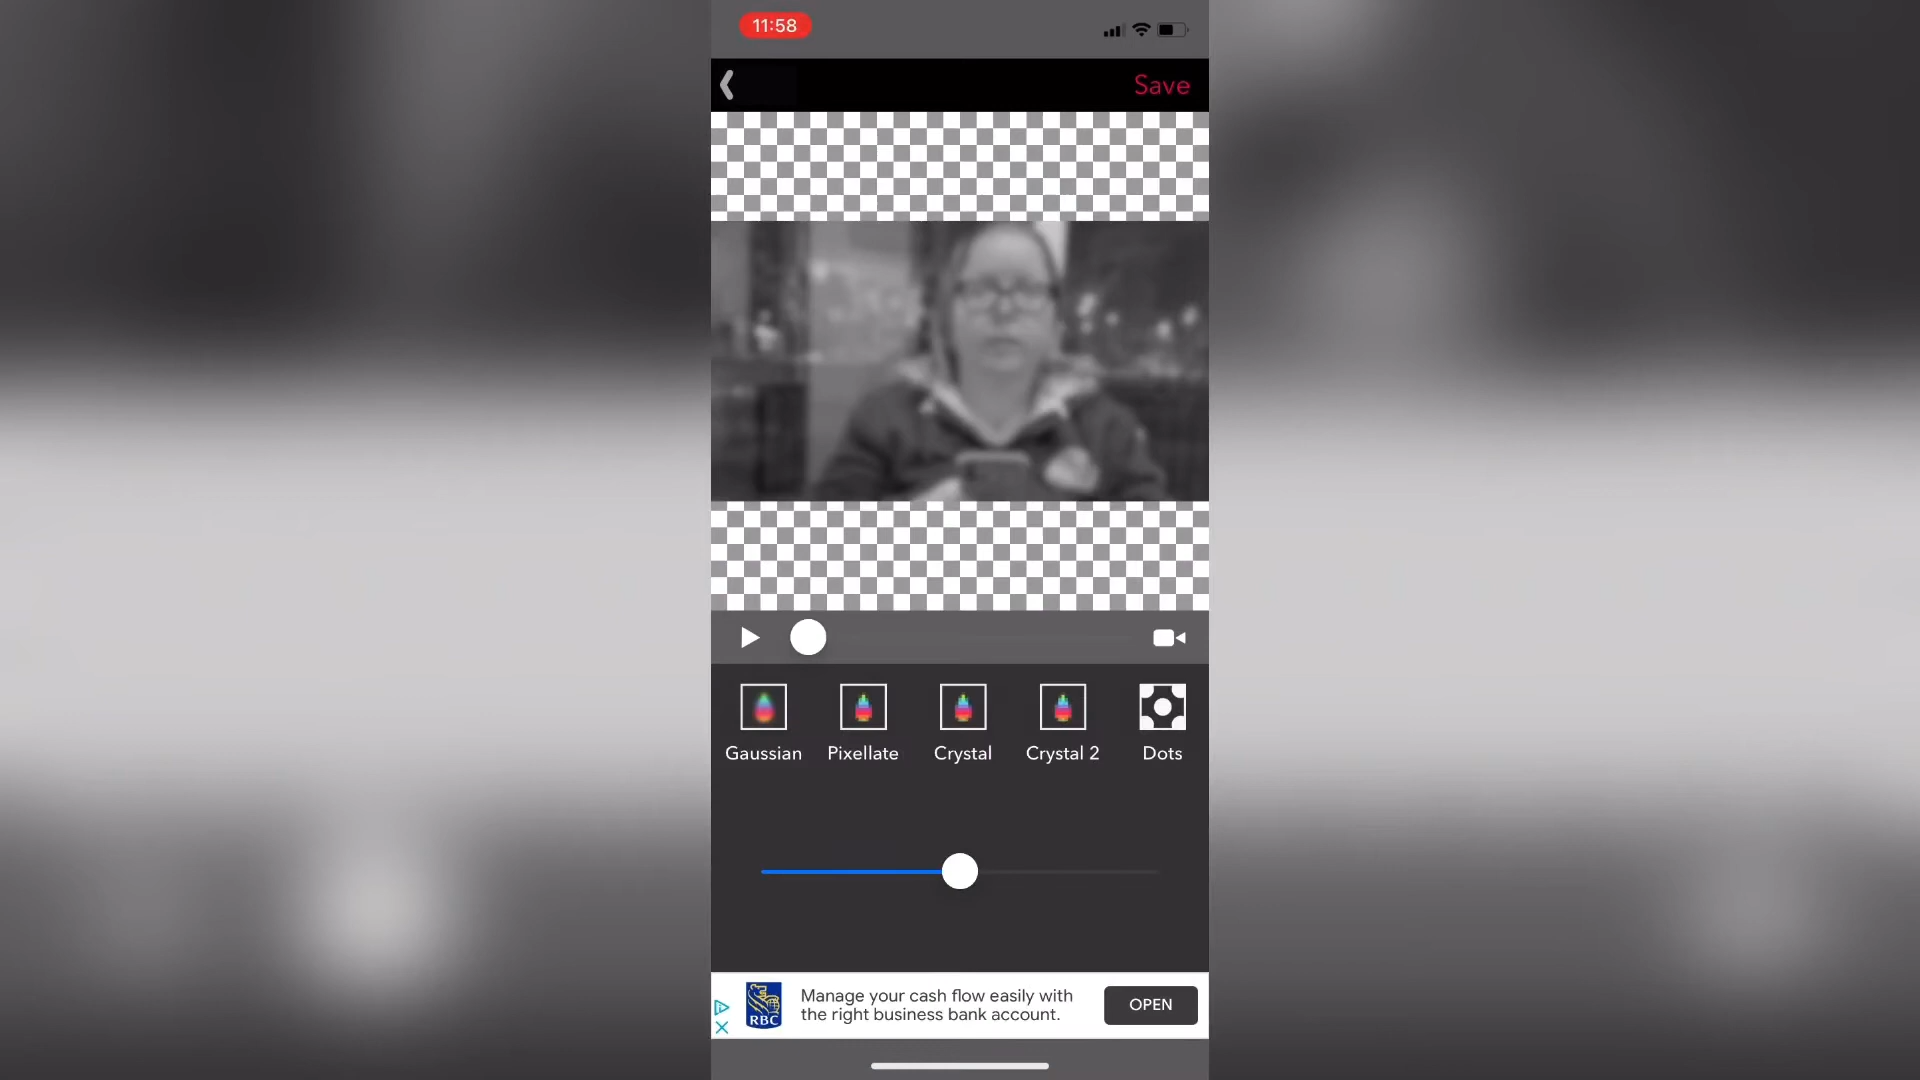 11:58
Save
Gaussian
Pixellate
Crystal
Crystal 2
Dots
RBC
Manage your cash flow easily with
the right business bank account.
OPEN